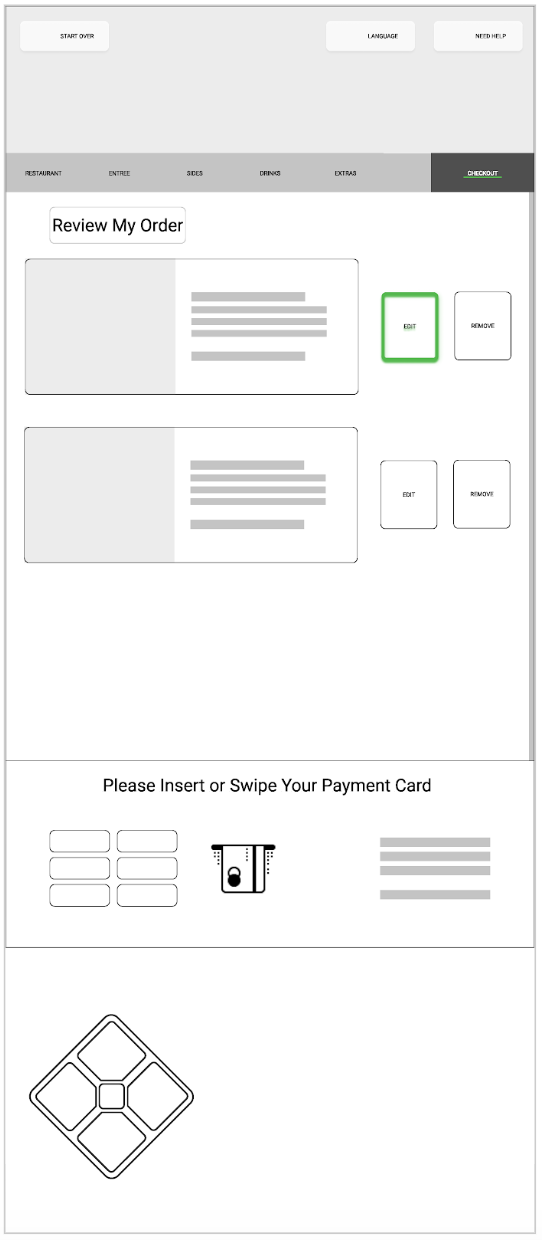 START OVER
LANGUAGE
NEED HELP
RESTAURANT
ENTREE
SIDES
DRINKS
EXTRAS
CHECKOUT
Review My Order
EDIT
REMOVE
EDIT
REMOVE
Please Insert or Swipe Your Payment Card